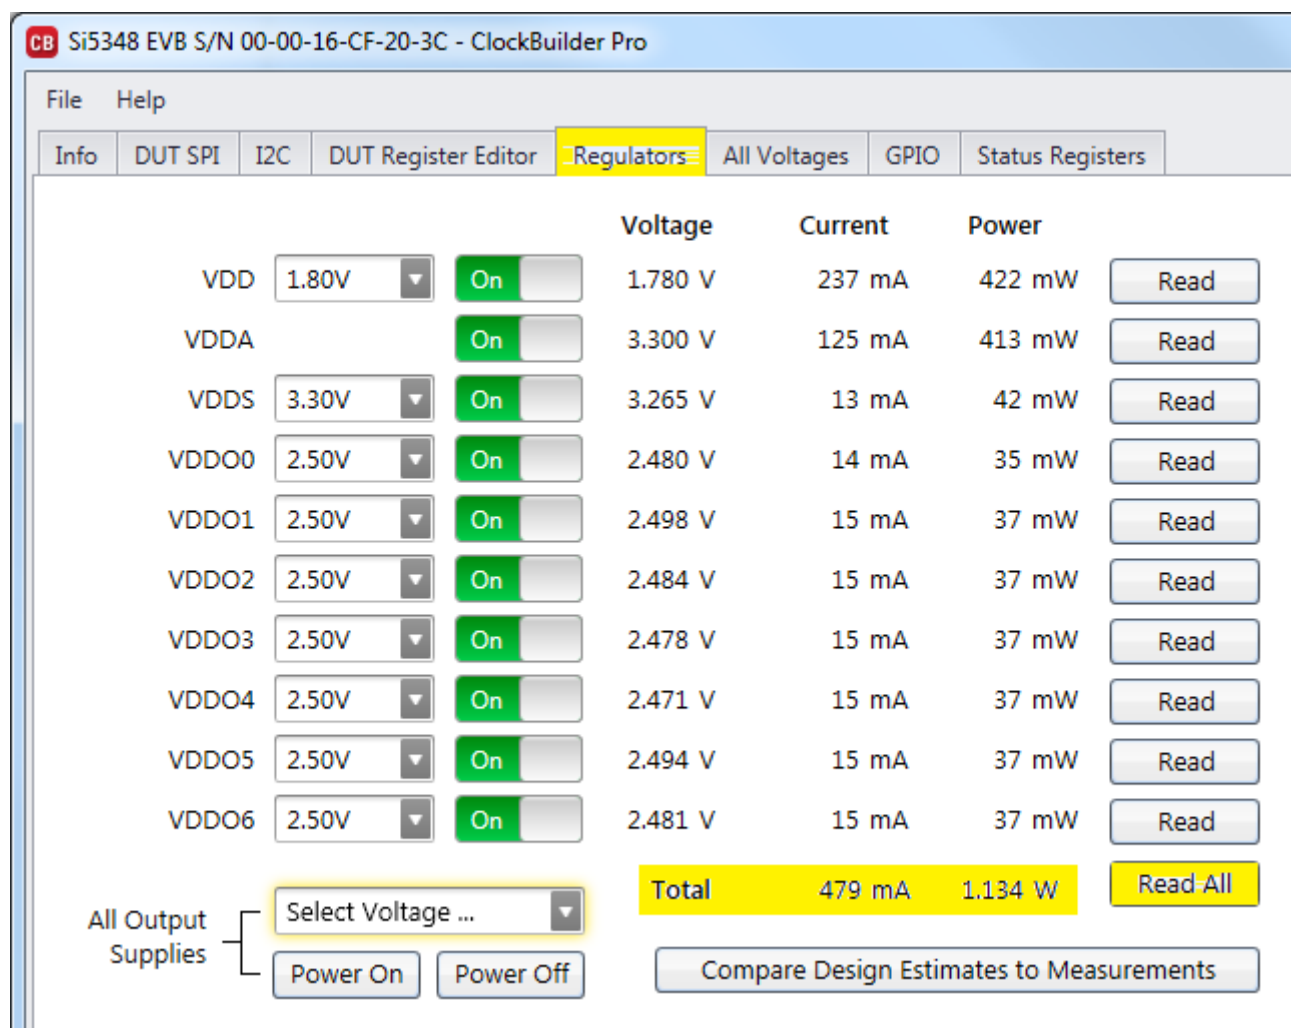 CB Si5348 EVB S/N 00-00-16-CF-20-3C - ClockBuilder Pro
File Help
Info DUT SPI I2C DUT Register Editor Regulators All Voltages GPIO Status Registers
Voltage Current Power
VDD 1.80V On 1.780 V 237 mA 422 mW Read
VDDA On 3.300 V 125 mA 413 mW Read
VDDS 3.30V On 3.265 V 13 mA 42 mW Read
VDDO0 2.50V On 2.480 V 14 mA 35 mW Read
VDDO1 2.50V On 2.498 V 15 mA 37 mW Read
VDDO2 2.50V On 2.484 V 15 mA 37 mW Read
VDDO3 2.50V On 2.478 V 15 mA 37 mW Read
VDDO4 2.50V On 2.471 V 15 mA 37 mW Read
VDDO5 2.50V On 2.494 V 15 mA 37 mW Read
VDDO6 2.50V On 2.481 V 15 mA 37 mW Read
Total 479 mA 1.134 W Read All
All Output Supplies
Select Voltage ...
Power On Power Off
Compare Design Estimates to Measurements